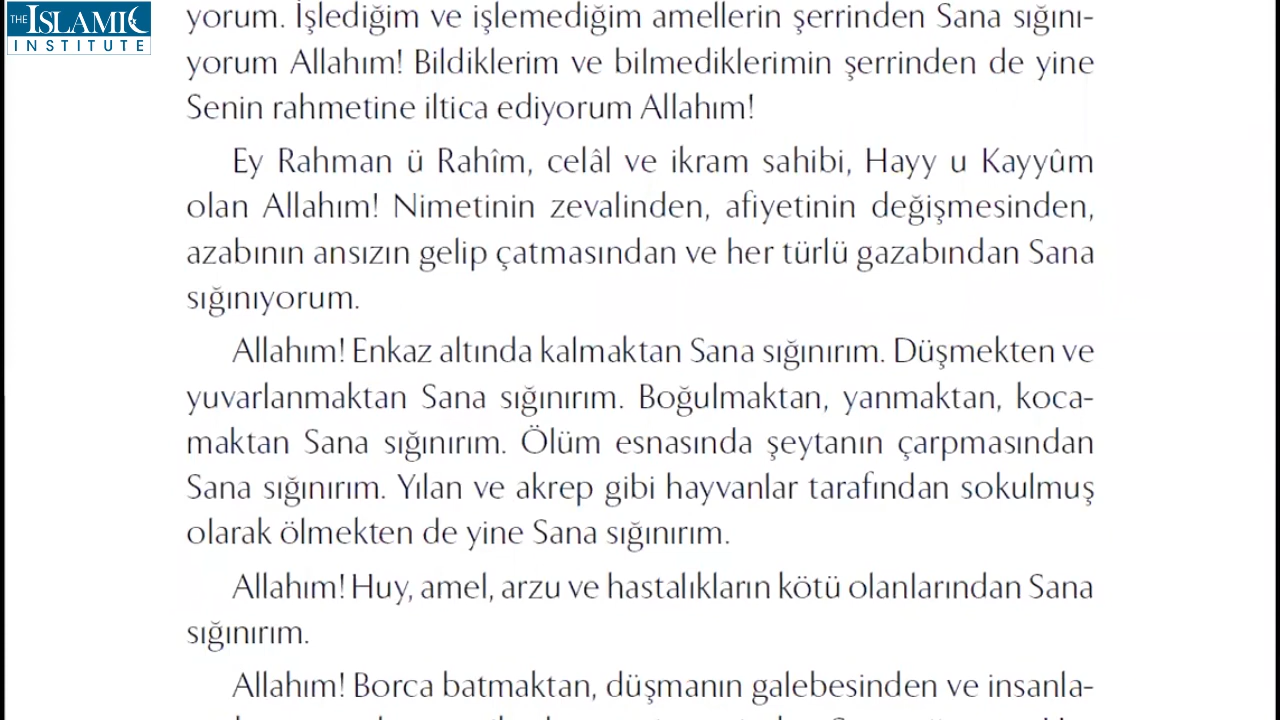 THE ISLAMIC
INSTITUTE
yorum. İşlediğim ve işlemediğim amellerin şerrinden Sana sığını-
yorum Allahım! Bildiklerim ve bilmediklerimin şerrinden de yine
Senin rahmetine iltica ediyorum Allahım!
Ey Rahman ü Rahîm, celâl ve ikram sahibi, Hayy u Kayyûm
olan Allahım! Nimetinin zevalinden, afiyetinin değişmesinden,
azabının ansızın gelip çatmasından ve her türlü gazabından Sana
sığınıyorum.
Allahım! Enkaz altında kalmaktan Sana sığınırım. Düşmekten ve
yuvarlanmaktan Sana sığınırım. Boğulmaktan, yanmaktan, koca-
maktan Sana sığınırım. Ölüm esnasında şeytanın çarpmasından
Sana sığınırım. Yılan ve akrep gibi hayvanlar tarafından sokulmuş
olarak ölmekten de yine Sana sığınırım.
Allahım! Huy, amel, arzu ve hastalıkların kötü olanlarından Sana
sığınırım.
Allahım! Borca batmaktan, düşmanın galebesinden ve insanla-